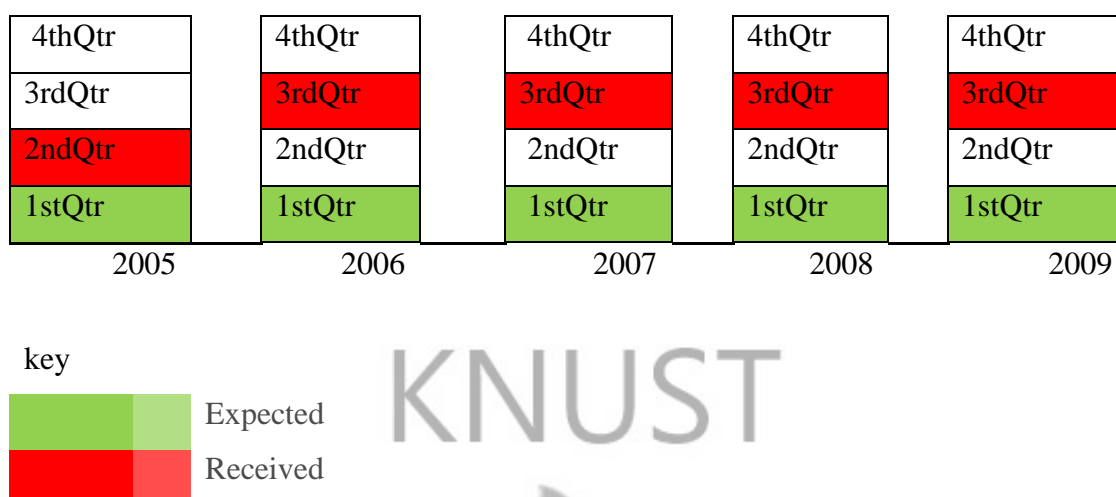 4thQtr 4thQtr 4thQtr 4thQtr 4thQtr
3rdQtr 3rdQtr 3rdQtr 3rdQtr 3rdQtr
2ndQtr 2ndQtr 2ndQtr 2ndQtr 2ndQtr
1stQtr 1stQtr 1stQtr 1stQtr 1stQtr
2005 2006 2007 2008 2009
key
KNUST
Expected
Received